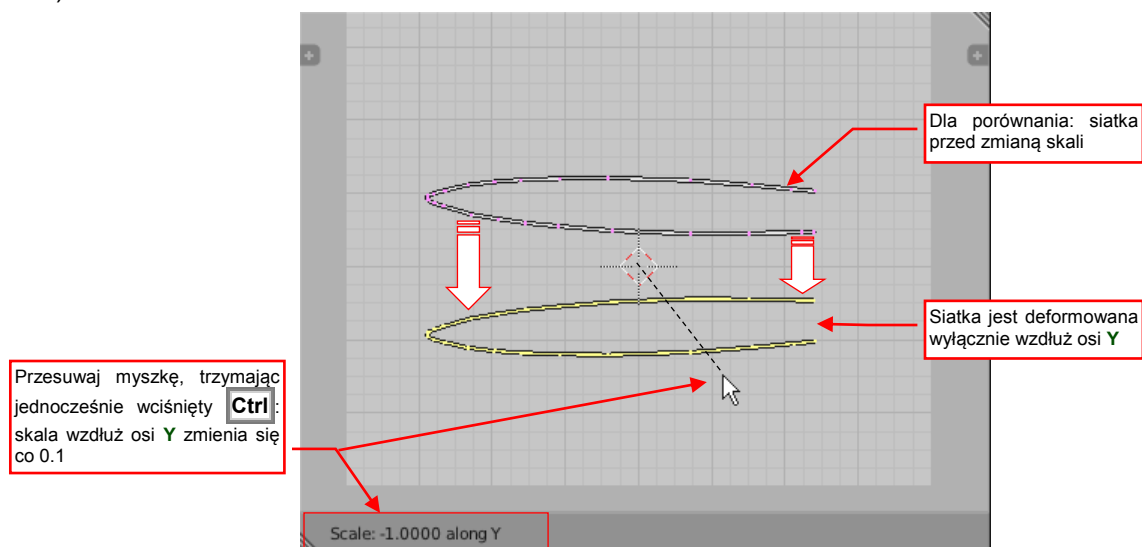 Dla porównania: siatka
przed zmianą skali
Siatka jest deformowana
wyłącznie wzdłuż osi Y
Przesuwaj myszkę, trzymając
jednocześnie wciśnięty Ctrl:
skala wzdłuż osi Y zmienia się
co 0.1
Scale: -1.0000 along Y